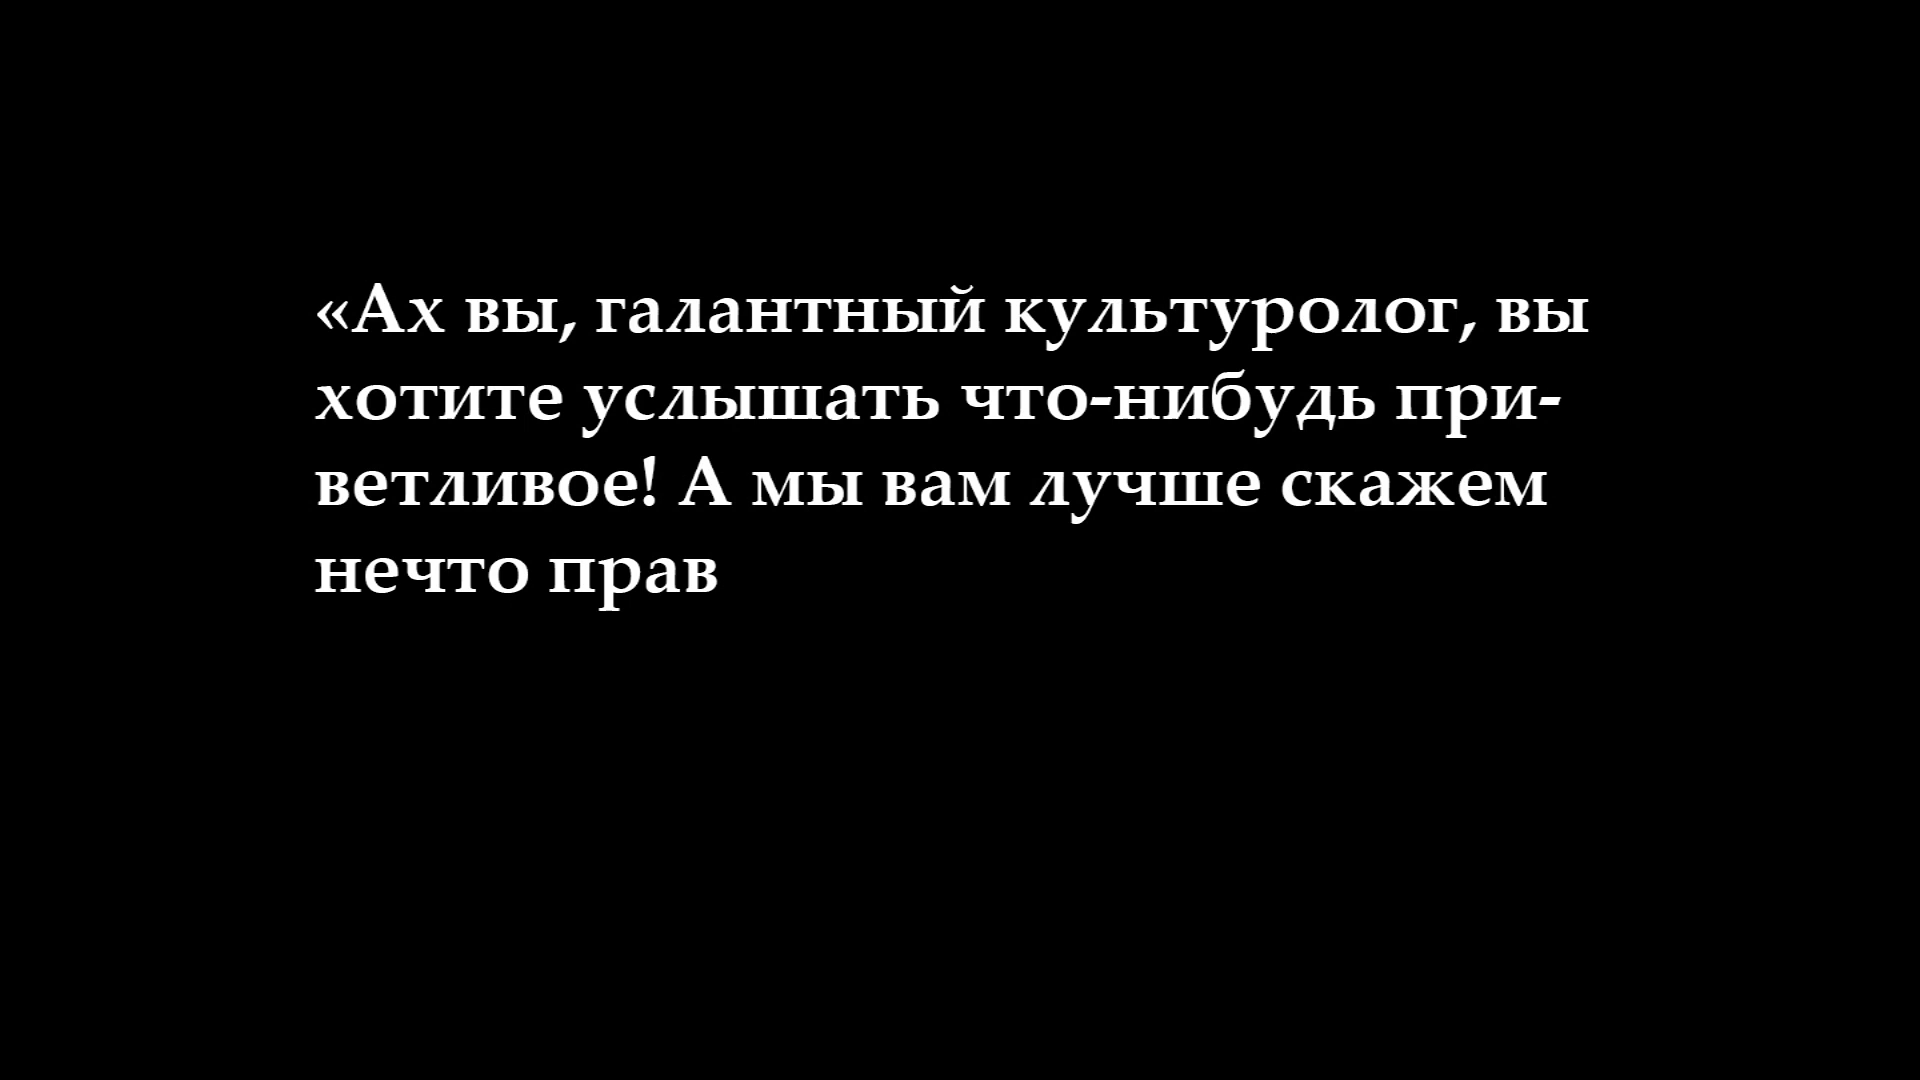 «Ах вы, галантный культуролог, вы
хотите услышать что-нибудь при-
ветливое! А мы вам лучше скажем
нечто прав